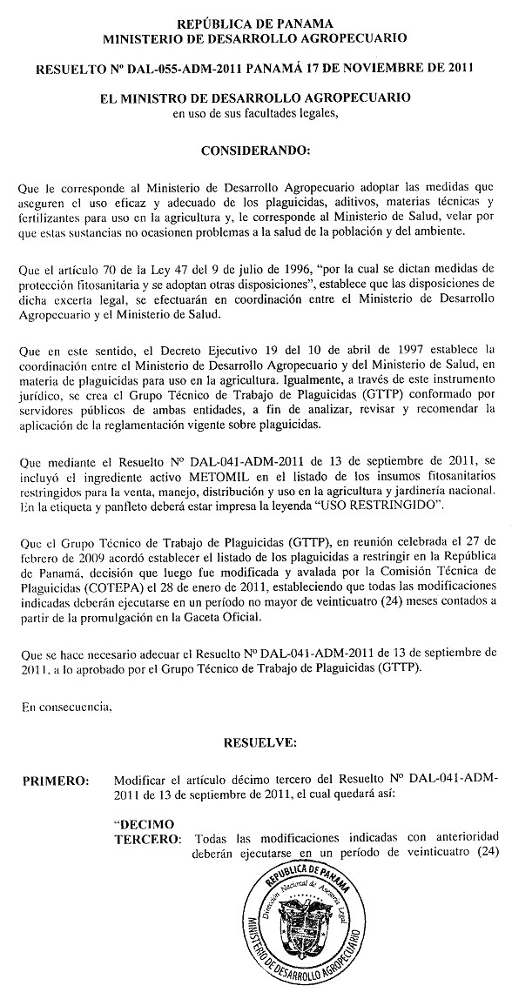 REPÚBLICA DE PANAMA
MINISTERIO DE DESARROLLO AGROPECUARIO
RESUELTO Nº DAL-055-ADM-2011 PANAMÁ 17 DE NOVIEMBRE DE 2011
EL MINISTRO DE DESARROLLO AGROPECUARIO
en uso de sus facultades legales,
CONSIDERANDO:
Que le corresponde al Ministerio de Desarrollo Agropecuario adoptar las medidas que
aseguren el uso eficaz y adecuado de los plaguicidas, aditivos, materias técnicas y
fertilizantes para uso en la agricultura y, le corresponde al Ministerio de Salud, velar por
que estas sustancias no ocasionen problemas a la salud de la población y del ambiente.
Que el artículo 70 de la Ley 47 del 9 de julio de 1996, “por la cual se dictan medidas de
protección fitosanitaria y se adoptan otras disposiciones”, establece que las disposiciones de
dicha excerta legal, se efectuarán en coordinación entre el Ministerio de Desarrollo
Agropecuario y el Ministerio de Salud.
Que en este sentido, el Decreto Ejecutivo 19 del 10 de abril de 1997 establece la
coordinación entre el Ministerio de Desarrollo Agropecuario y del Ministerio de Salud, en
materia de plaguicidas para uso en la agricultura. Igualmente, a través de este instrumento
jurídico, se crea el Grupo Técnico de Trabajo de Plaguicidas (GTTP) conformado por
servidores públicos de ambas entidades, a fin de analizar, revisar y recomendar la
aplicación de la reglamentación vigente sobre plaguicidas.
Que mediante el Resuelto Nº DAL-041-ADM-2011 de 13 de septiembre de 2011, se
incluyó el ingrediente activo METOMIL en el listado de los insumos fitosanitarios
restringidos para la venta, manejo, distribución y uso en la agricultura y jardinería nacional.
En la etiqueta y panfleto deberá estar impresa la leyenda “USO RESTRINGIDO”.
Que el Grupo Técnico de Trabajo de Plaguicidas (GTTP), en reunión celebrada el 27 de
febrero de 2009 acordó establecer el listado de los plaguicidas a restringir en la República
de Panamá, decisión que luego fue modificada y avalada por la Comisión Técnica de
Plaguicidas (COTEPA) el 28 de enero de 2011, estableciendo que todas las modificaciones
indicadas deberán ejecutarse en un período no mayor de veinticuatro (24) meses contados a
partir de la promulgación en la Gaceta Oficial.
Que se hace necesario adecuar el Resuelto Nº DAL-041-ADM-2011 de 13 de septiembre de
2011, a lo aprobado por el Grupo Técnico de Trabajo de Plaguicidas (GTTP).
En consecuencia,
RESUELVE:
PRIMERO: Modificar el artículo décimo tercero del Resuelto Nº DAL-041-ADM-
2011 de 13 de septiembre de 2011, el cual quedará así:
“DECIMO
TERCERO: Todas las modificaciones indicadas con anterioridad
deberán ejecutarse en un período de veinticuatro (24)
REPUBLICA DE PANAMA
Dirección Nacional de Asesoría Legal
MINISTERIO DE DESARROLLO AGROPECUARIO